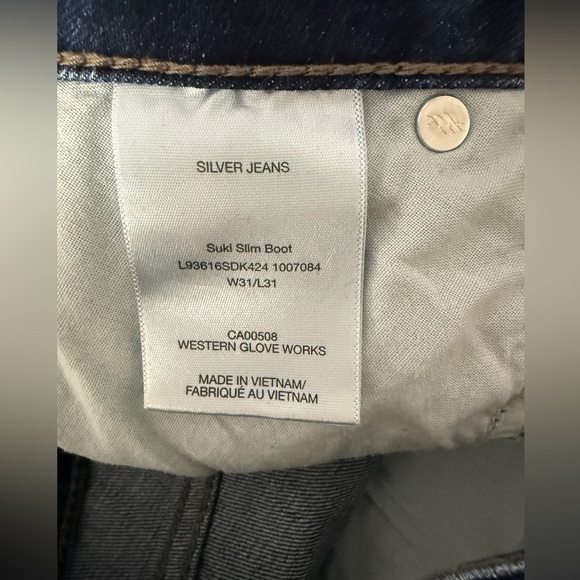 SILVER JEANS
Suki Slim Boot
L93616SDK424 1007084
W31/L31
CA00508
WESTERN GLOVE WORKS
MADE IN VIETNAM/
FABRIQUÉ AU VIETNAM